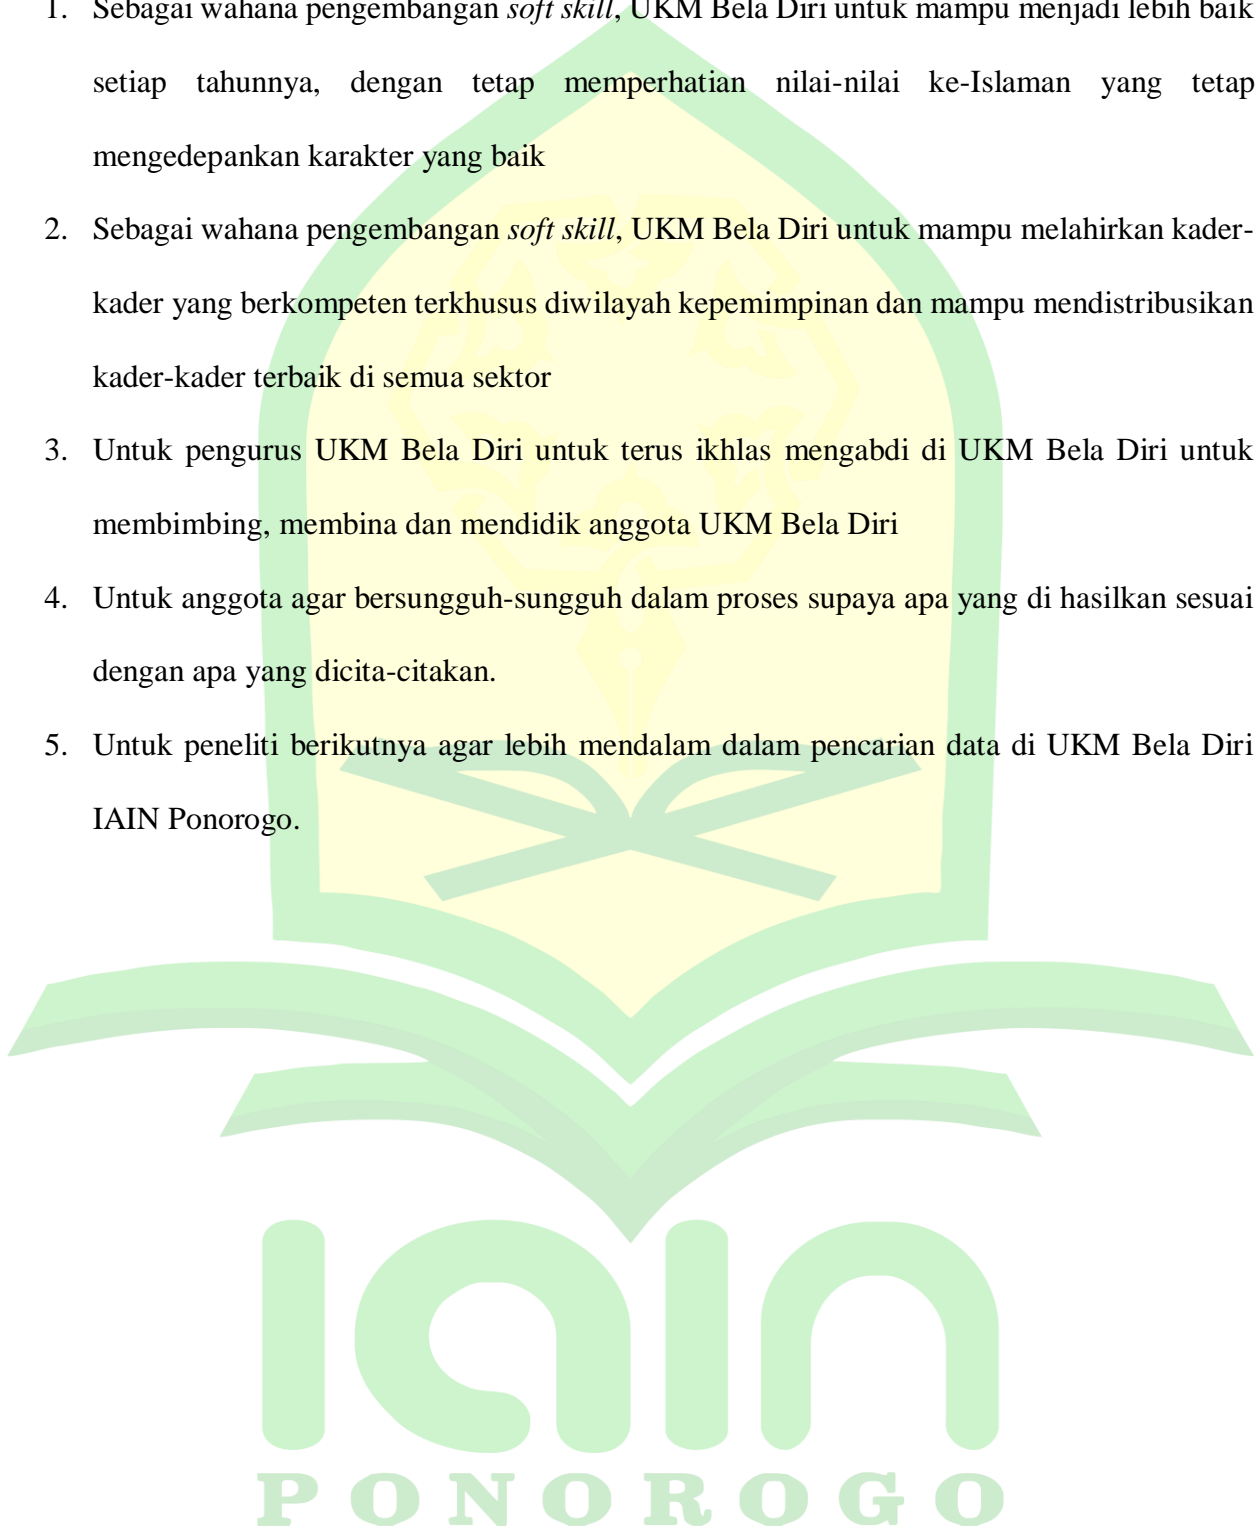 1. Sebagai wahana pengembangan soft skill, UKM Bela Diri untuk mampu menjadi lebih baik
setiap tahunnya, dengan tetap memperhatian nilai-nilai ke-Islaman yang tetap
mengedepankan karakter yang baik
2. Sebagai wahana pengembangan soft skill, UKM Bela Diri untuk mampu melahirkan kader-
kader yang berkompeten terkhusus diwilayah kepemimpinan dan mampu mendistribusikan
kader-kader terbaik di semua sektor
3. Untuk pengurus UKM Bela Diri untuk terus ikhlas mengabdi di UKM Bela Diri untuk
membimbing, membina dan mendidik anggota UKM Bela Diri
4. Untuk anggota agar bersungguh-sungguh dalam proses supaya apa yang di hasilkan sesuai
dengan apa yang dicita-citakan.
5. Untuk peneliti berikutnya agar lebih mendalam dalam pencarian data di UKM Bela Diri
IAIN Ponorogo.
iain
PONOROGO